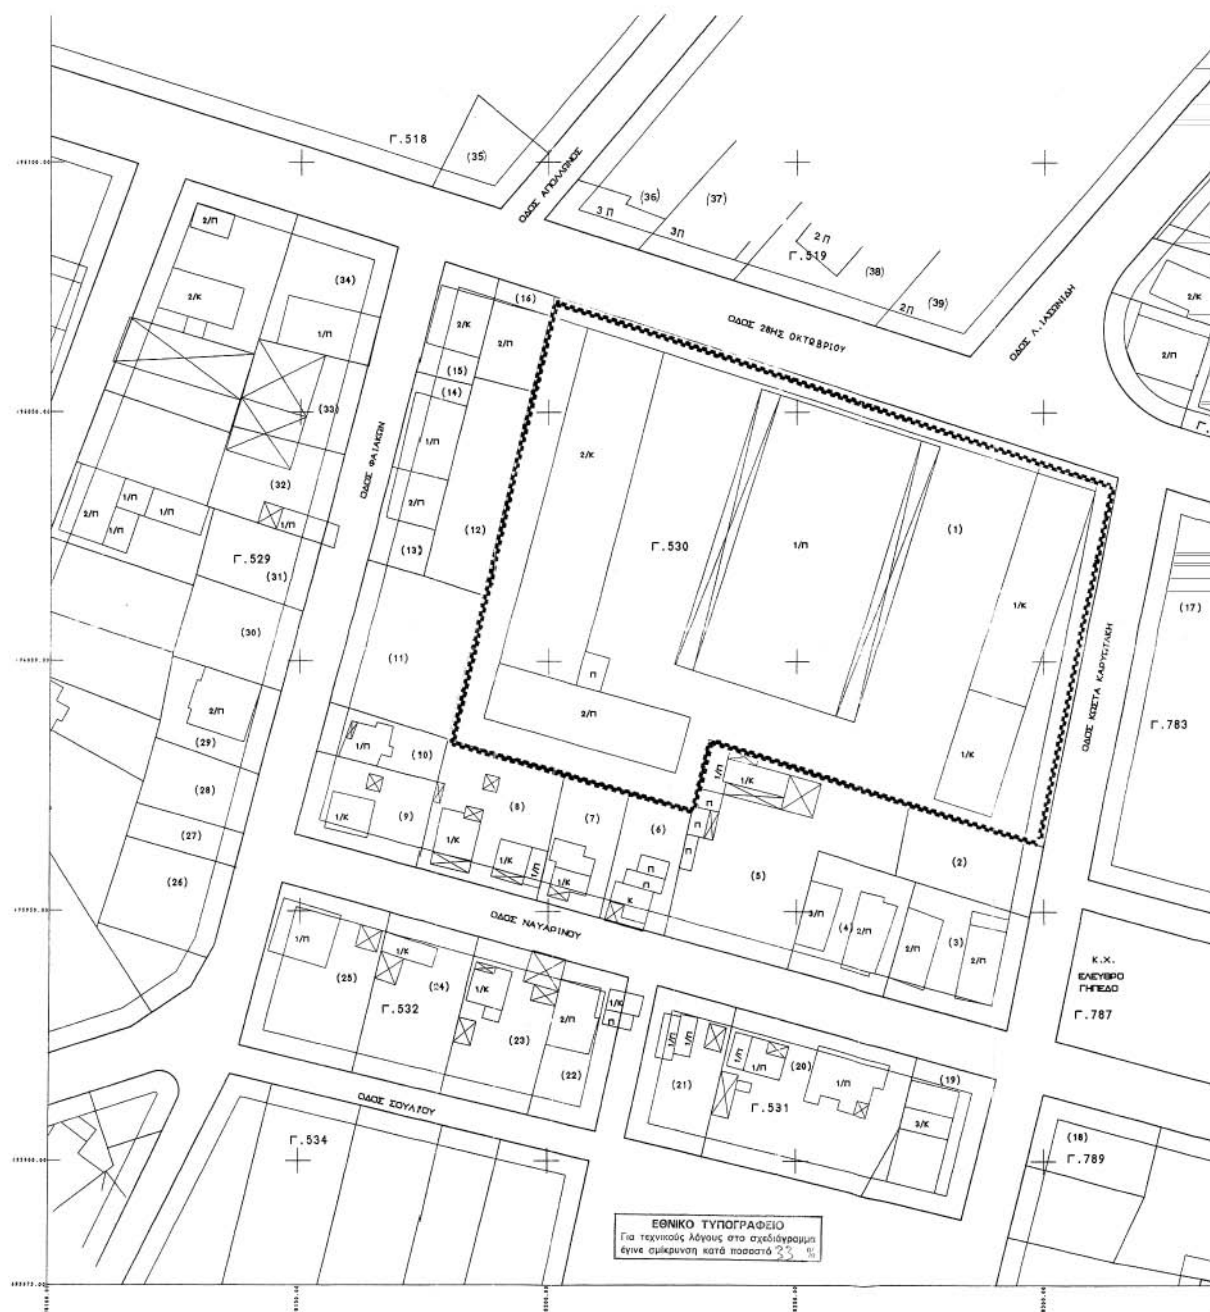 Γ.518
(35)
ΟΔΟΣ ΑΠΟΛΛΩΝΟΣ
(36)
3 Π
(37)
3Π
2 Π
Γ.519
(38)
2Π
(39)
ΟΔΟΣ 28ΗΣ ΟΚΤΩΒΡΙΟΥ
ΟΔΟΣ Λ.ΙΑΣΩΝΙΔΗ
2/Κ
2/Π
2/Π
2/Κ
(34)
1/Π
(33)
(32)
1/Π
2/Π
1/Π
1/Π
1/Π
Γ.529
(31)
(30)
2/Π
(29)
(28)
(27)
(26)
ΟΔΟΣ ΦΑΙΑΚΩΝ
(16)
2/Κ
2/Π
(15)
(14)
1/Π
2/Π
(13)
(12)
(11)
2/Κ
Γ.530
1/Π
(1)
1/Κ
Π
2/Π
1/Κ
ΟΔΟΣ ΚΩΣΤΑ ΚΑΡΥΩΤΑΚΗ
(17)
Γ.783
1/Π
(10)
1/Κ
(9)
(8)
1/Κ
1/Κ
1/Π
(7)
1/Κ
(6)
Π
Π
Κ
1/Π
1/Κ
Π
Π
Π
(5)
(2)
3/Π
(4)
2/Π
2/Π
(3)
2/Π
ΟΔΟΣ ΝΑΥΑΡΙΝΟΥ
Κ.Χ.
ΕΛΕΥΘΡΟ
ΓΗΠΕΔΟ
Γ.787
1/Π
(25)
1/Κ
(24)
Γ.532
1/Κ
(23)
2/Π
(22)
1/Κ
Π
1/Π
1/Π
(21)
1/Π
1/Π
(20)
1/Π
Γ.531
(19)
3/Κ
ΟΔΟΣ ΣΟΥΛΙΟΥ
Γ.534
(18)
Γ.789
ΕΘΝΙΚΟ ΤΥΠΟΓΡΑΦΕΙΟ
Για τεχνικούς λόγους στο σχεδιάγραμμα
έγινε σμίκρυνση κατά ποσοστό 33 %